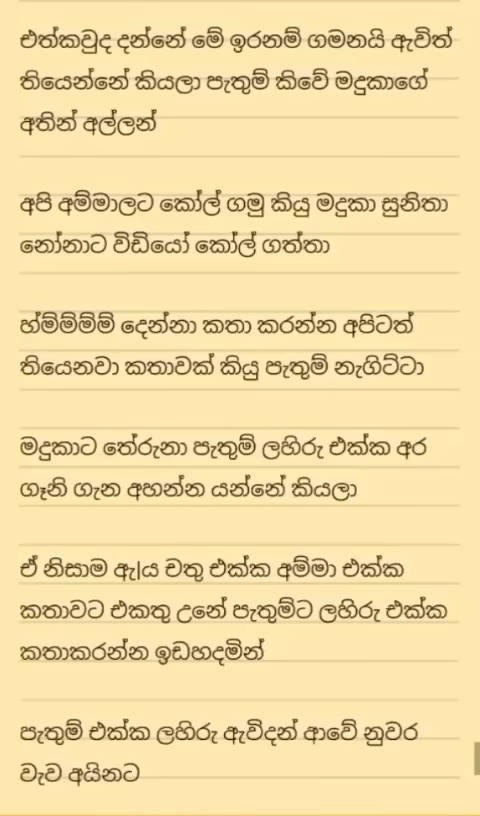 එත්කවුද දන්නේ මේ ඉරනම් ගමනයි ඇවිත්
තියෙන්නේ කියලා පැතුම් කිවේ මදුකාගේ
අතින් අල්ලන්
අපි අම්මාලට කෝල් ගමු කියු මදුකා සුනිතා
නෝනාට විඩියෝ කෝල් ගත්තා
හ්ම්ම්ම්ම් දෙන්නා කතා කරන්න අපිටත්
තියෙනවා කතාවක් කියු පැතුම් නැගිට්ටා
මදුකාට තේරුනා පැතුම් ලහිරු එක්ක අර
ගෑනි ගැන අහන්න යන්නේ කියලා
ඒ නිසාම ඇ|ය චතු එක්ක අම්මා එක්ක
කතාවට එකතු උනේ පැතුම්ට ලහිරු එක්ක
කතාකරන්න ඉඩහදමින්
පැතුම් එක්ක ලහිරු ඇවිදන් ආවේ නුවර
වැව අයිනට